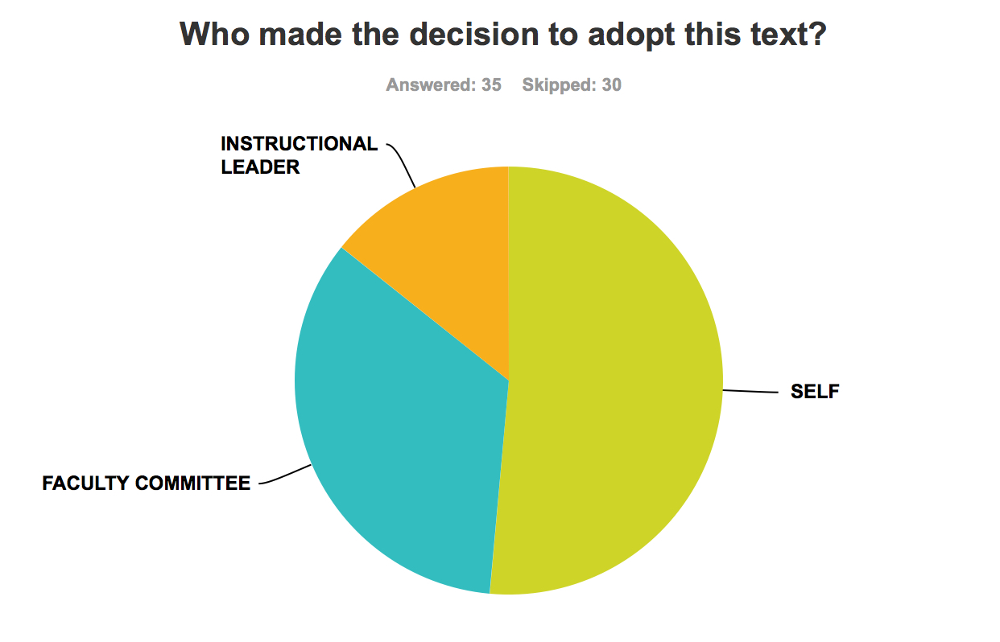 Who made the decision to adopt this text?
Answered: 35 Skipped: 30
INSTRUCTIONAL
LEADER
SELF
FACULTY COMMITTEE